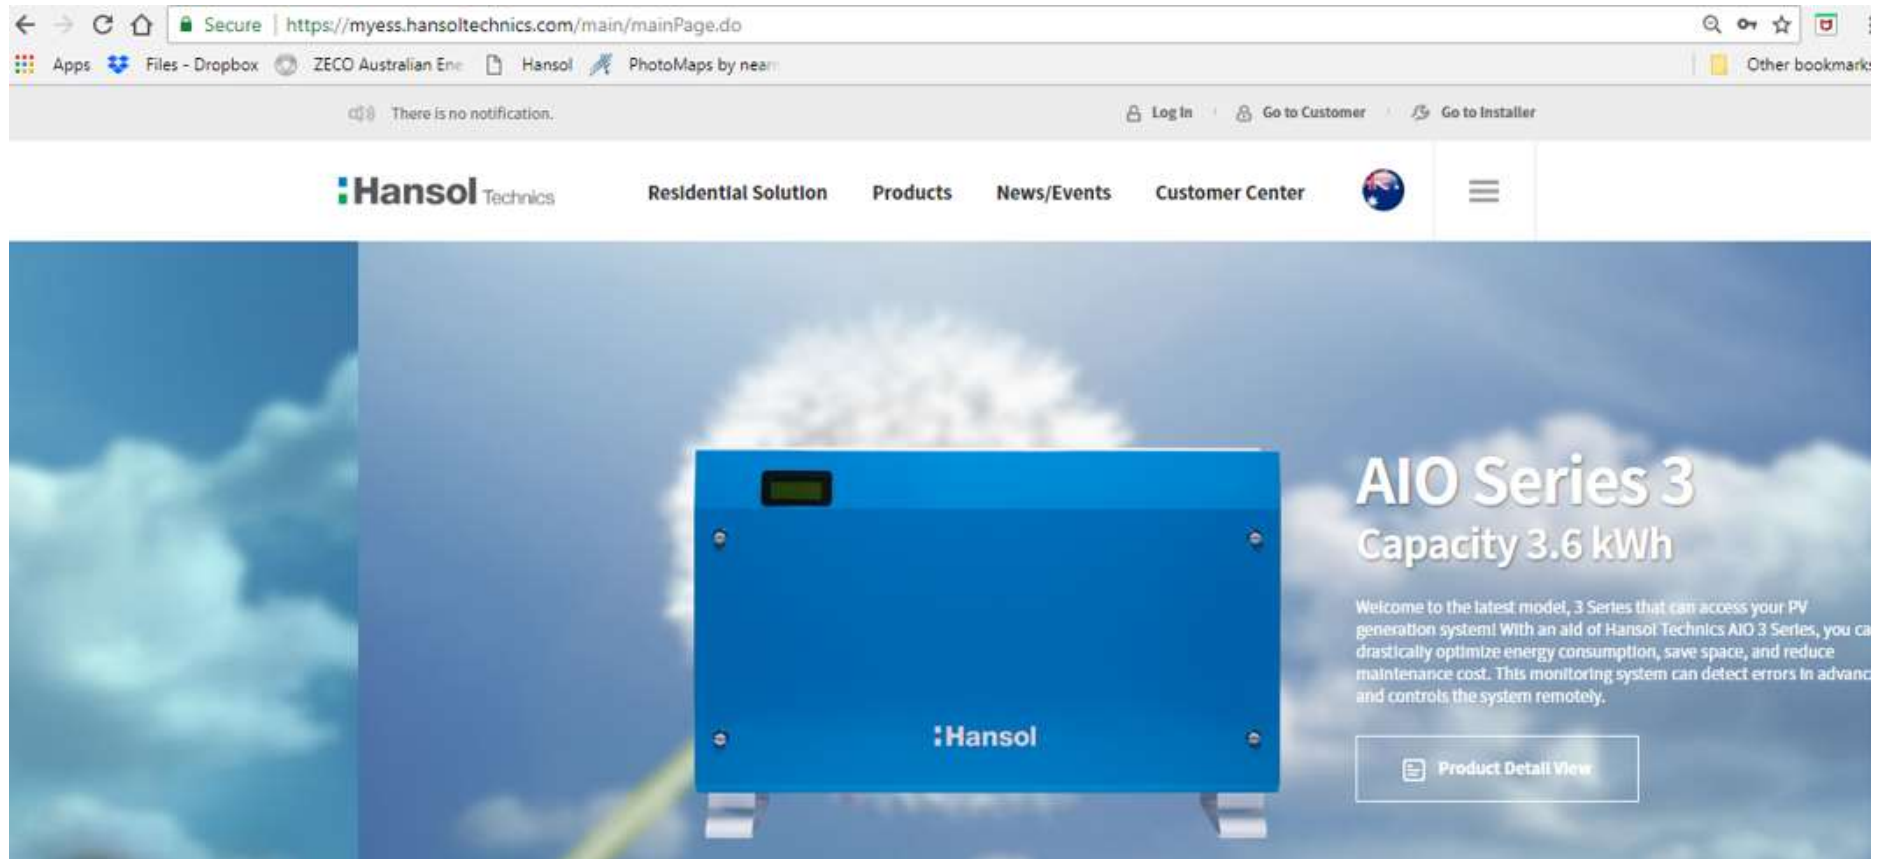 Secure | https://myess.hansoltechnics.com/main/mainPage.do
Apps Files - Dropbox ZECO Australian Ene Hansol PhotoMaps by near Other bookmarks
There is no notification. Log In Go to Customer Go to Installer
Hansol Technics Residential Solution Products News/Events Customer Center
AIO Series 3
Capacity 3.6 kWh
Welcome to the latest model, 3 Series that can access your PV
generation system! With an aid of Hansol Technics AIO 3 Series, you ca
drastically optimize energy consumption, save space, and reduce
maintenance cost. This monitoring system can detect errors in advanc
and controls the system remotely.
Hansol
Product Detail View